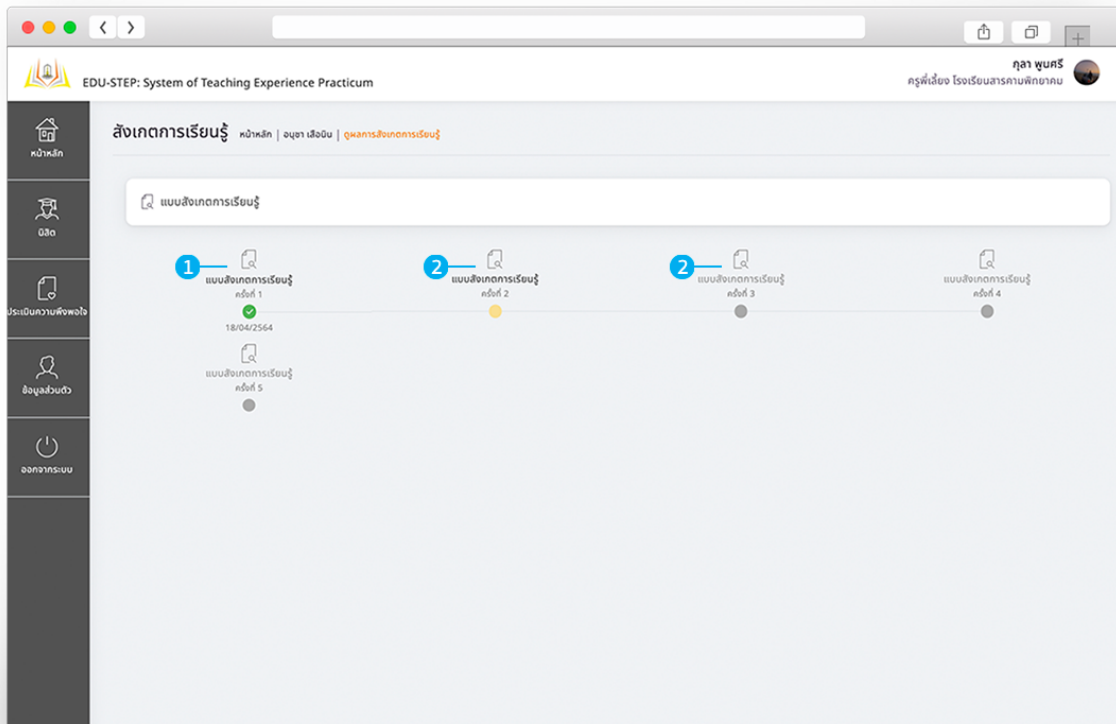 กุลา พูนศรี
EDU-STEP: System of Teaching Experience Practicum
ครูพี่เลี้ยง โรงเรียนสารคามพิทยาคม
สังเกตการเรียนรู้ หน้าหลัก | อนุชา เสือนิน | ดูผลการสังเกตการเรียนรู้
หน้าหลัก
แบบสังเกตการเรียนรู้
นิสิต
1 2 2
แบบสังเกตการเรียนรู้ แบบสังเกตการเรียนรู้ แบบสังเกตการเรียนรู้ แบบสังเกตการเรียนรู้
ครั้งที่ 1 ครั้งที่ 2 ครั้งที่ 3 ครั้งที่ 4
ประเมินความพึงพอใจ
18/04/2564
แบบสังเกตการเรียนรู้
ครั้งที่ 5
ข้อมูลส่วนตัว
ออกจากระบบ